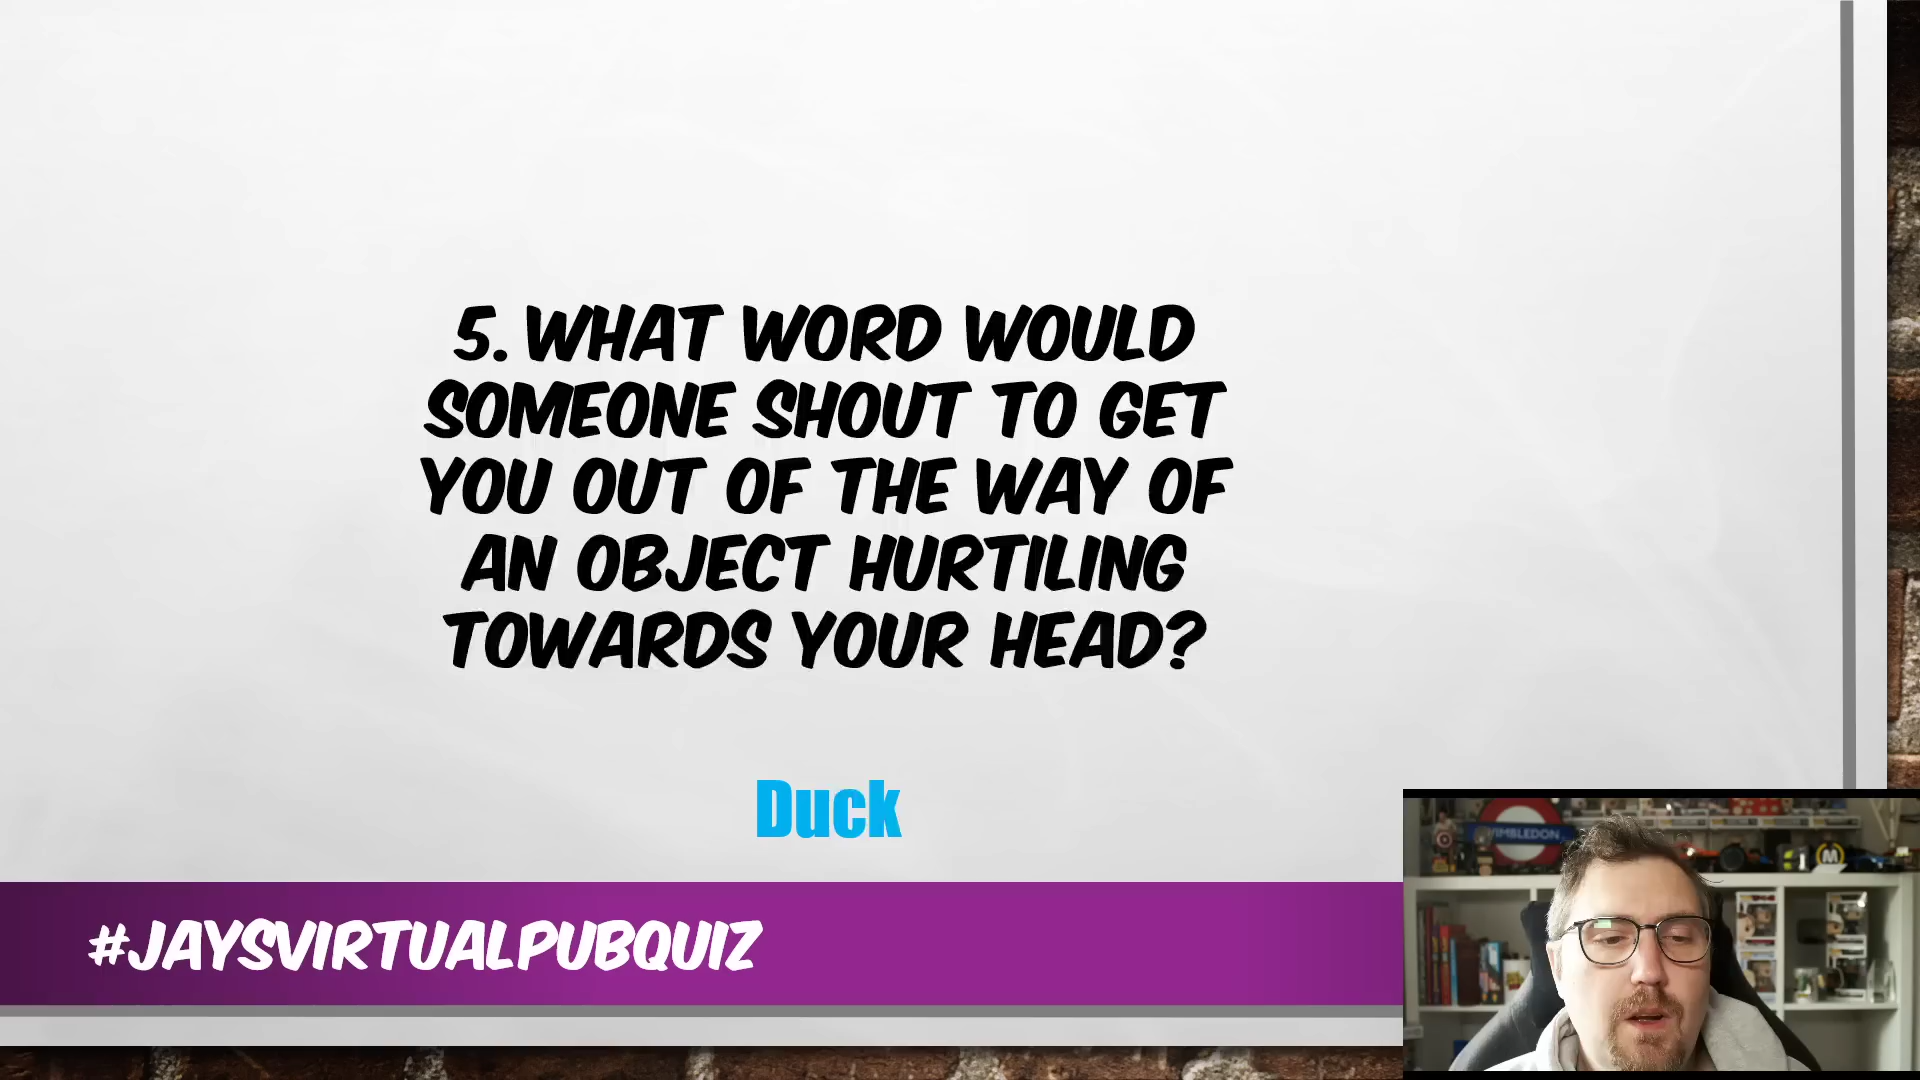 5. WHAT WORD WOULD
SOMEONE SHOUT TO GET
YOU OUT OF THE WAY OF
AN OBJECT HURTILING
TOWARDS YOUR HEAD?
Duck
#JAYSVIRTUALPUBQUIZ
WIMBLEDON
M